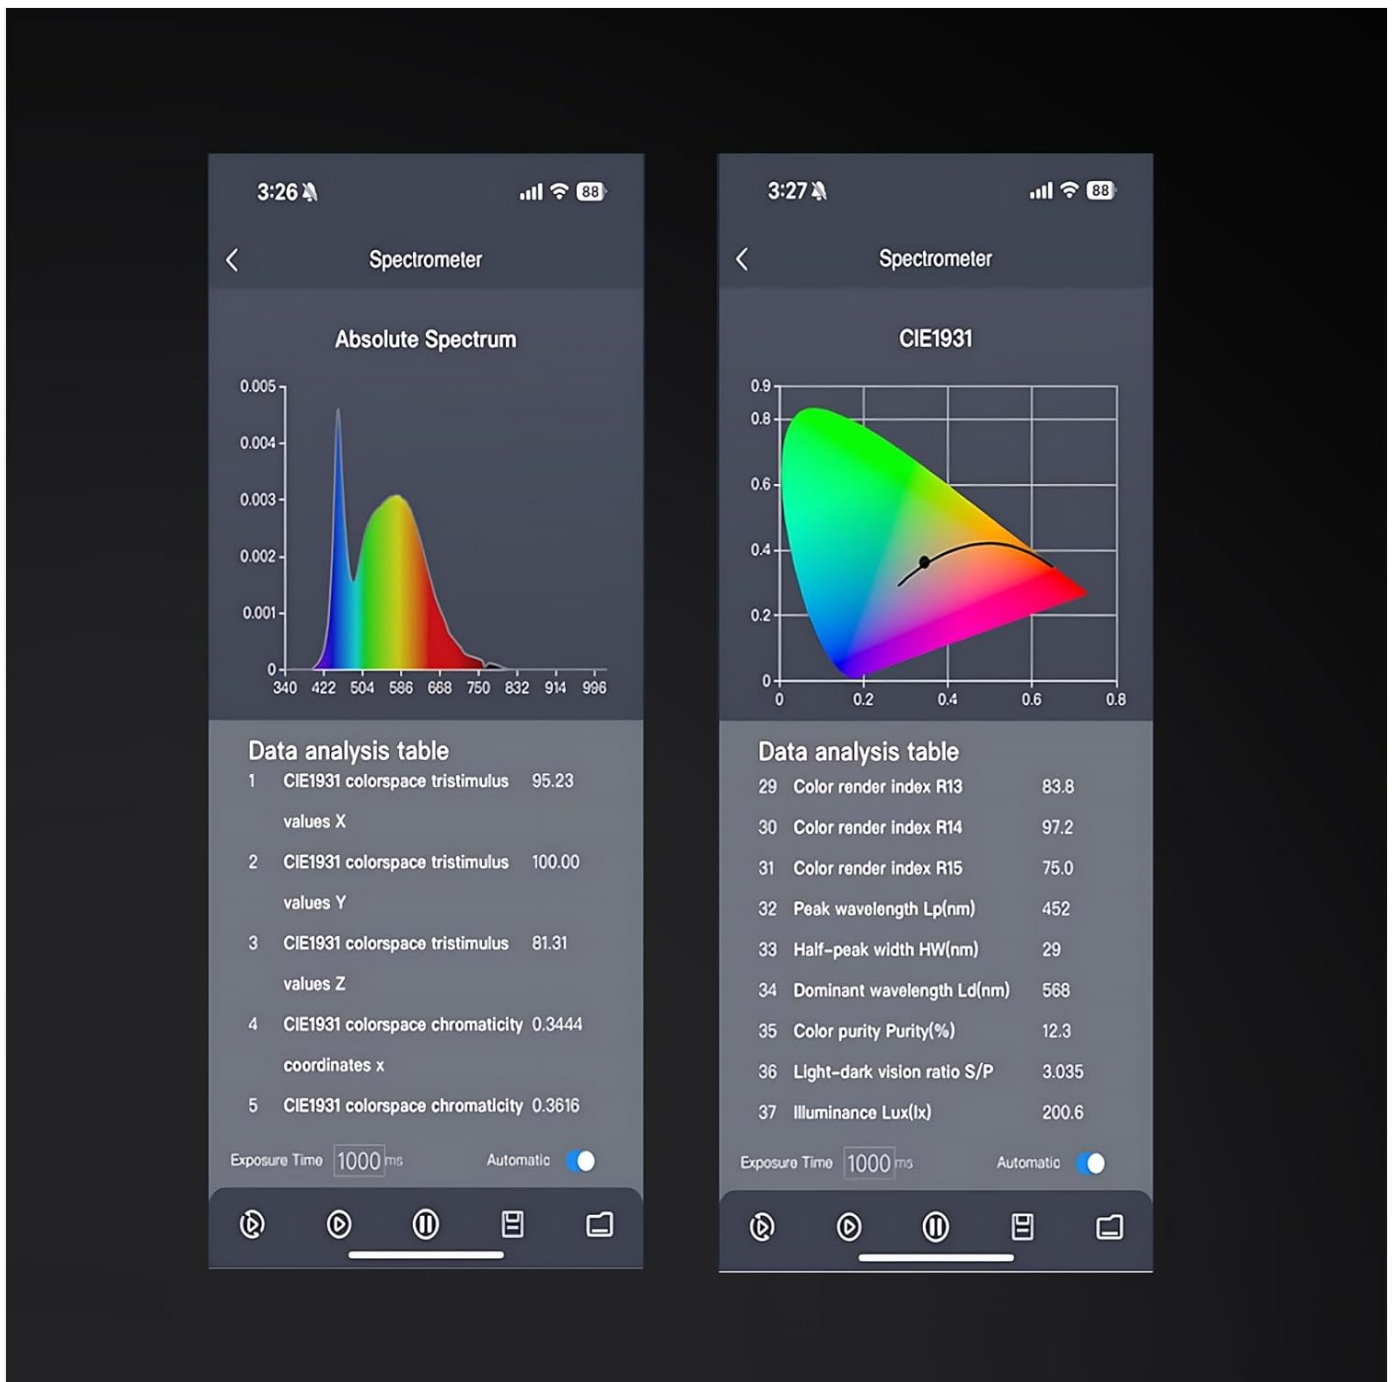 3:26
88
Spectrometer
Absolute Spectrum
0.005
0.004
0.003
0.002
0.001
0
340 422 504 586 668 750 832 914 996
Data analysis table
1 CIE1931 colorspace tristimulus 95.23
values X
2 CIE1931 colorspace tristimulus 100.00
values Y
3 CIE1931 colorspace tristimulus 81.31
values Z
4 CIE1931 colorspace chromaticity 0.3444
coordinates x
5 CIE1931 colorspace chromaticity 0.3616
Exposure Time 1000 ms Automatic
3:27
88
Spectrometer
CIE1931
0.9
0.8
0.6
0.4
0.2
0
0 0.2 0.4 0.6 0.8
Data analysis table
29 Color render index R13 83.8
30 Color render index R14 97.2
31 Color render index R15 75.0
32 Peak wavelength Lp(nm) 452
33 Half-peak width HW(nm) 29
34 Dominant wavelength Ld(nm) 568
35 Color purity Purity(%) 12.3
36 Light-dark vision ratio S/P 3.035
37 Illuminance Lux(lx) 200.6
Exposure Time 1000 ms Automatic